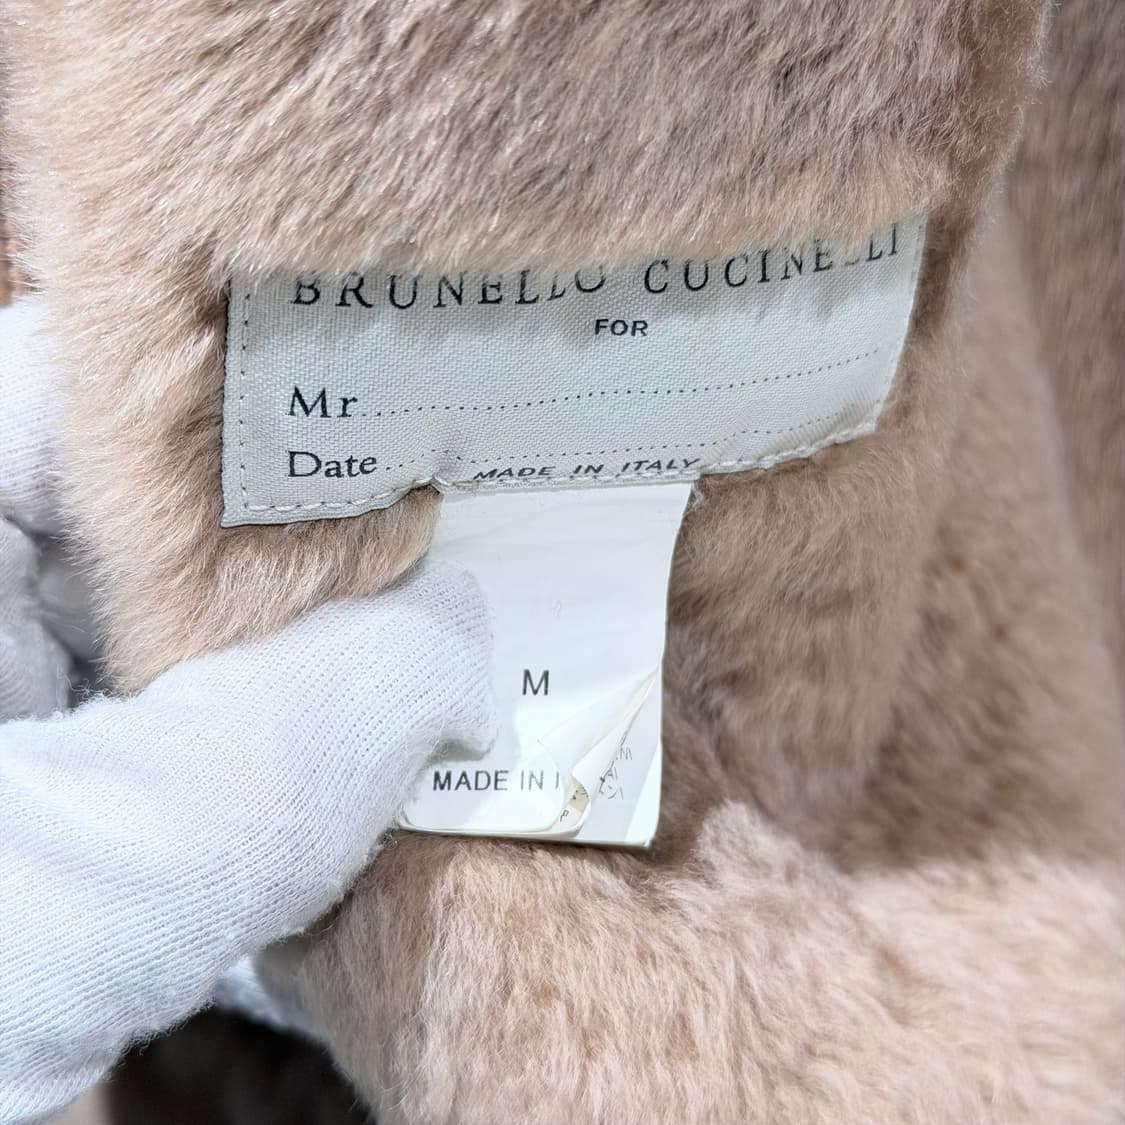 BRUNELLO CUCINELLI
FOR
Mr
Date
MADE IN ITALY
M
MADE IN I